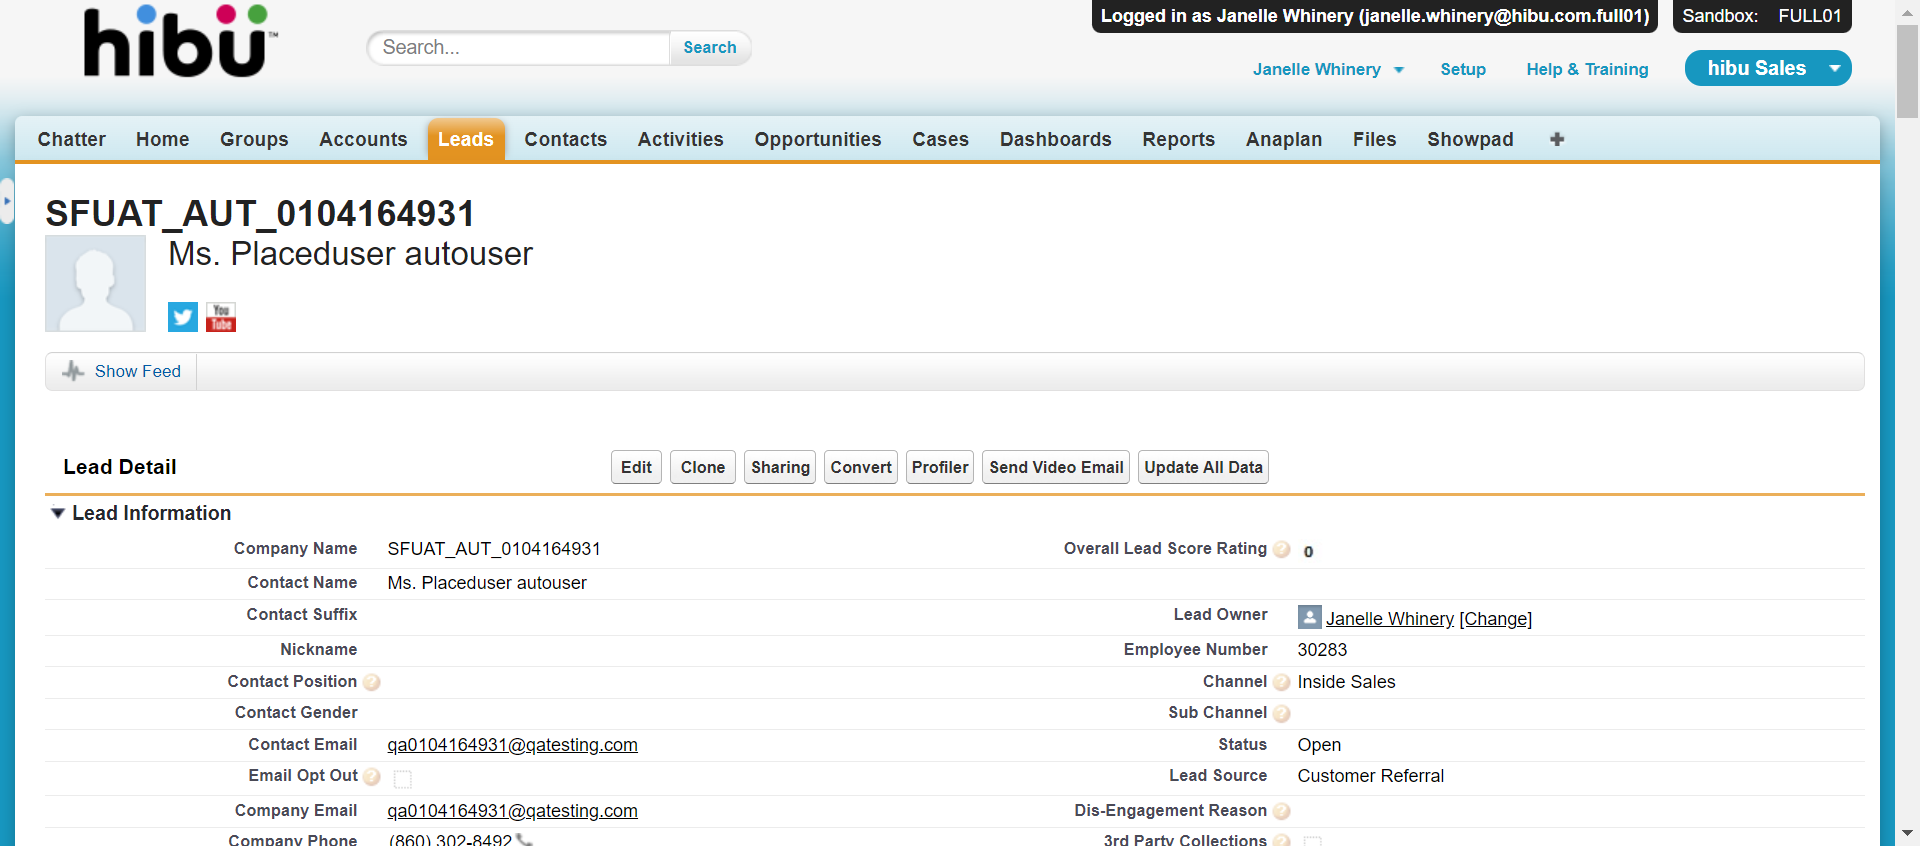 hibü™
Logged in as Janelle Whinery (janelle.whinery@hibu.com.full01)
Sandbox: FULL01
Search...
Search
Janelle Whinery
Setup
Help & Training
hibu Sales
Chatter Home Groups Accounts Leads Contacts Activities Opportunities Cases Dashboards Reports Anaplan Files Showpad
SFUAT_AUT_0104164931
Ms. Placeduser autouser
You Tube
Show Feed
Lead Detail
Edit Clone Sharing Convert Profiler Send Video Email Update All Data
Lead Information
Company Name SFUAT_AUT_0104164931 Overall Lead Score Rating ? 0
Contact Name Ms. Placeduser autouser
Contact Suffix Lead Owner Janelle Whinery [Change]
Nickname Employee Number 30283
Contact Position ? Channel ? Inside Sales
Contact Gender Sub Channel ?
Contact Email qa0104164931@qatesting.com Status Open
Email Opt Out ? Lead Source Customer Referral
Company Email qa0104164931@qatesting.com Dis-Engagement Reason ?
Company Phone (860) 302-8492 3rd Party Collections ?